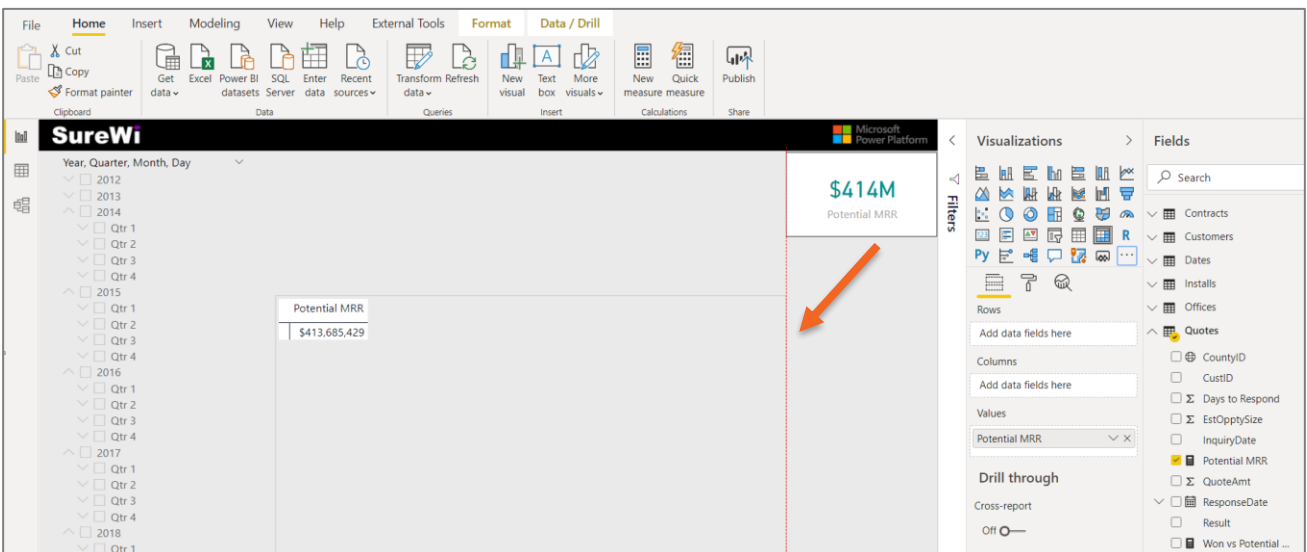 File Home Insert Modeling View Help External Tools Format Data / Drill
Paste
Cut
Copy
Format painter
Clipboard
Get data
Excel
Power BI datasets
SQL Server
Enter data
Recent sources
Data
Transform data
Refresh
Queries
New visual
Text box
More visuals
Insert
New measure
Quick measure
Calculations
Publish
Share
SureWi
Microsoft
Power Platform
Year, Quarter, Month, Day
2012
2013
2014
Qtr 1
Qtr 2
Qtr 3
Qtr 4
2015
Qtr 1
Qtr 2
Qtr 3
Qtr 4
2016
Qtr 1
Qtr 2
Qtr 3
Qtr 4
2017
Qtr 1
Qtr 2
Qtr 3
Qtr 4
2018
Qtr 1
Potential MRR
$413,685,429
$414M
Potential MRR
Filters
Visualizations
R
Py
Rows
Add data fields here
Columns
Add data fields here
Values
Potential MRR
Drill through
Cross-report
Off
Fields
Search
Contracts
Customers
Dates
Installs
Offices
Quotes
CountyID
CustID
Days to Respond
EstOpptySize
InquiryDate
Potential MRR
QuoteAmt
ResponseDate
Result
Won vs Potential ...